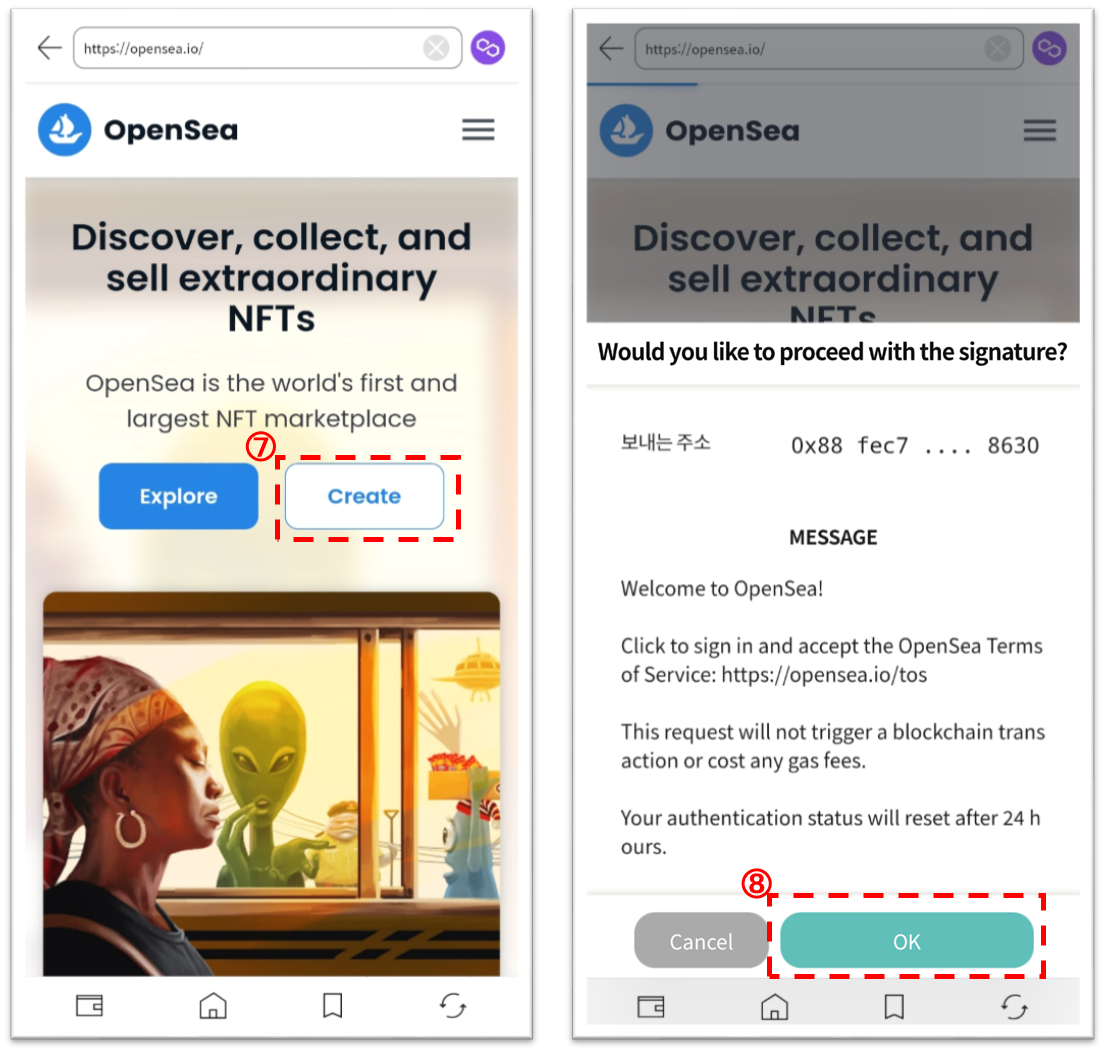 https://opensea.io/
OpenSea
Discover, collect, and
sell extraordinary
NFTs
OpenSea is the world's first and
largest NFT marketplace
⑦
Explore
Create
https://opensea.io/
OpenSea
Discover, collect, and
sell extraordinary
NFTs
Would you like to proceed with the signature?
보내는 주소
0x88 fec7 .... 8630
MESSAGE
Welcome to OpenSea!
Click to sign in and accept the OpenSea Terms
of Service: https://opensea.io/tos
This request will not trigger a blockchain trans
action or cost any gas fees.
Your authentication status will reset after 24 h
ours.
⑧
Cancel
OK